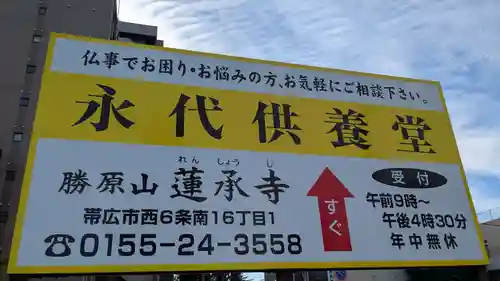 仏事でお困り・お悩みの方、お気軽にご相談下さい。
永代供養堂
れん しょう じ
勝原山 蓮承寺
帯広市西6条南16丁目1
☎0155-24-3558
すぐ
受付
午前9時
午後4時30分
年中無休